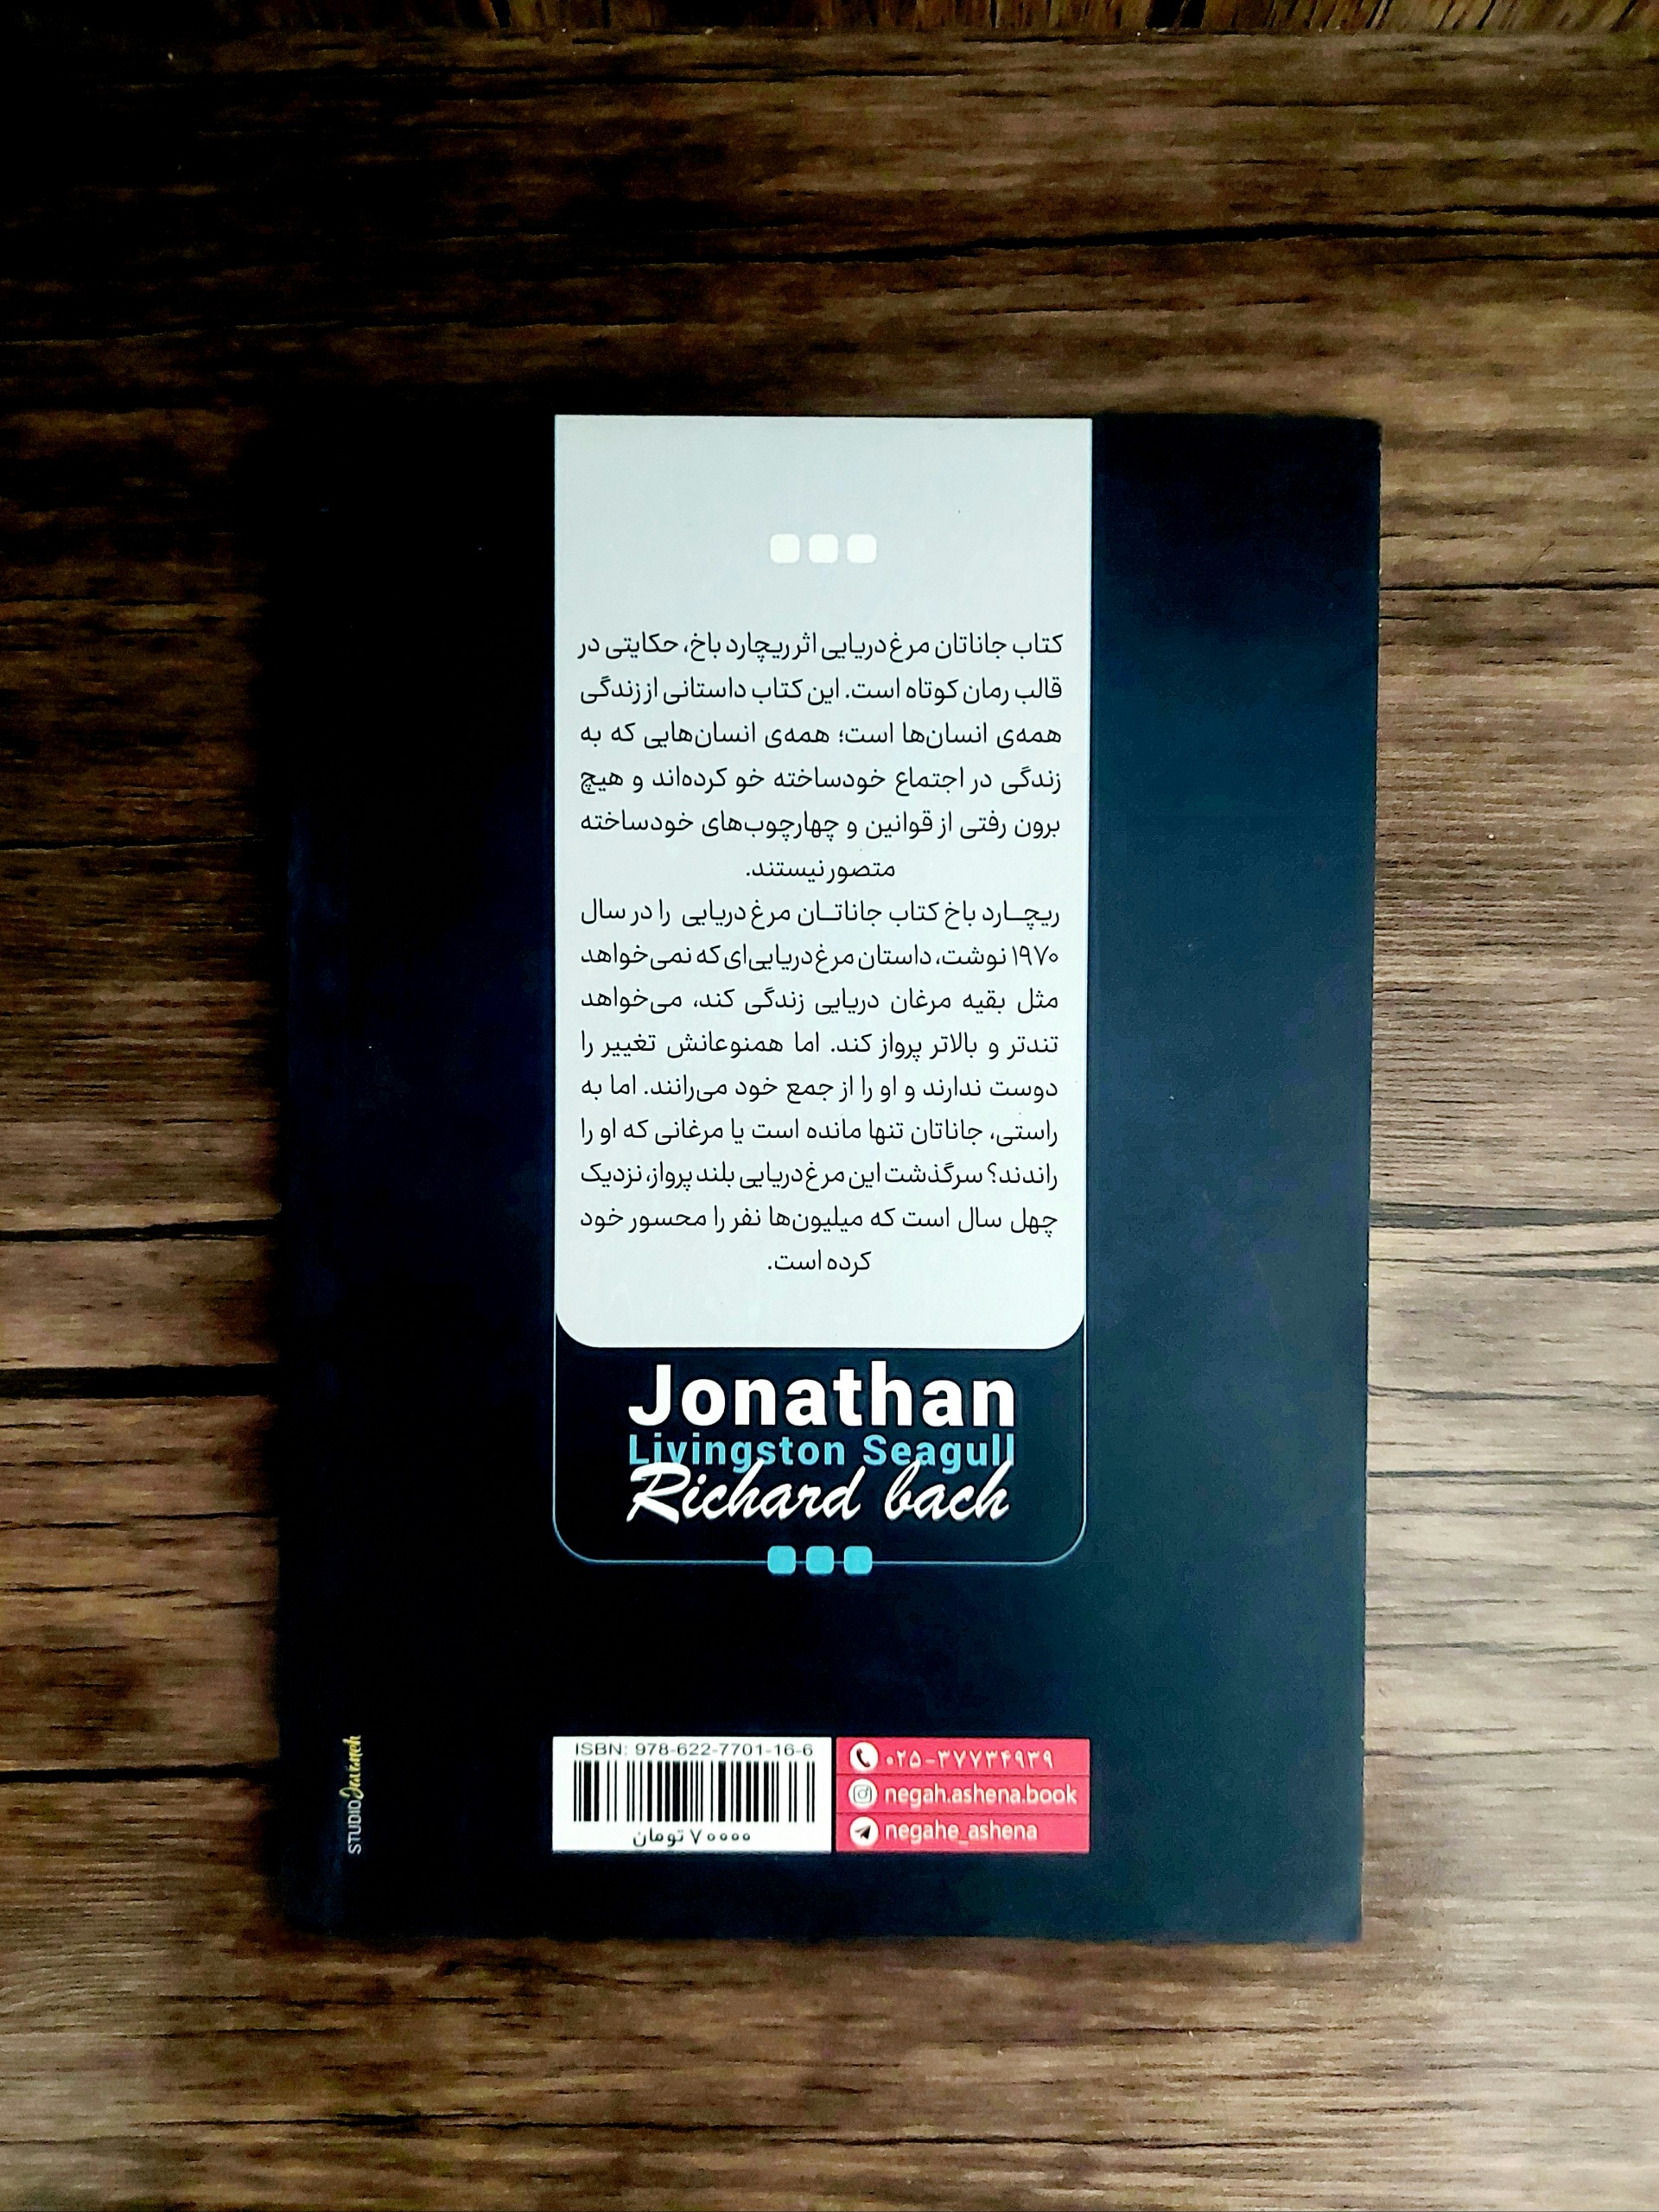 کتاب جاناتان مرغ دریایی اثر ریچارد باخ، حکایتی در
قالب رمان کوتاه است. این کتاب داستانی از زندگی
همه‌ی انسان‌ها است؛ همه‌ی انسان‌هایی که به
زندگی در اجتماع خودساخته خو کرده‌اند و هیچ
برون رفتی از قوانین و چهارچوب‌های خودساخته
متصور نیستند.
ریچـارد باخ کتاب جاناتـان مرغ دریایی را در سال
۱۹۷۰ نوشت، داستان مرغ دریایی‌ای که نمی‌خواهد
مثل بقیه مرغان دریایی زندگی کند، می‌خواهد
تندتر و بالاتر پرواز کند. اما همنوعانش تغییر را
دوست ندارند و او را از جمع خود می‌رانند. اما به
راستی، جاناتان تنها مانده است یا مرغانی که او را
راندند؟ سرگذشت این مرغ دریایی بلند پرواز، نزدیک
چهل سال است که میلیون‌ها نفر را محسور خود
کرده است.
Jonathan
Livingston Seagull
Richard bach
ISBN: 978-622-7701-16-6
۷۰۰۰۰ تومان
۰۲۵-۳۷۷۳۴۹۳۹
negah.ashena.book
negahe_ashena
STUDIO Javaneh